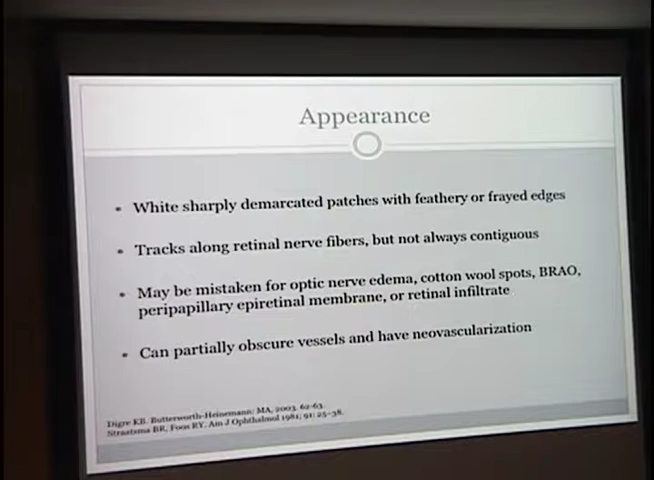 Appearance
White sharply demarcated patches with feathery or frayed edges
Tracks along retinal nerve fibers, but not always contiguous
May be mistaken for optic nerve edema, cotton wool spots, BRAO,
peripapillary epiretinal membrane, or retinal infiltrate
Can partially obscure vessels and have neovascularization
Digre KB. Butterworth-Heinemann: MA, 2003. 62-63.
Straatsma BR, Foos RY. Am J Ophthalmol 1981; 91: 25-38.